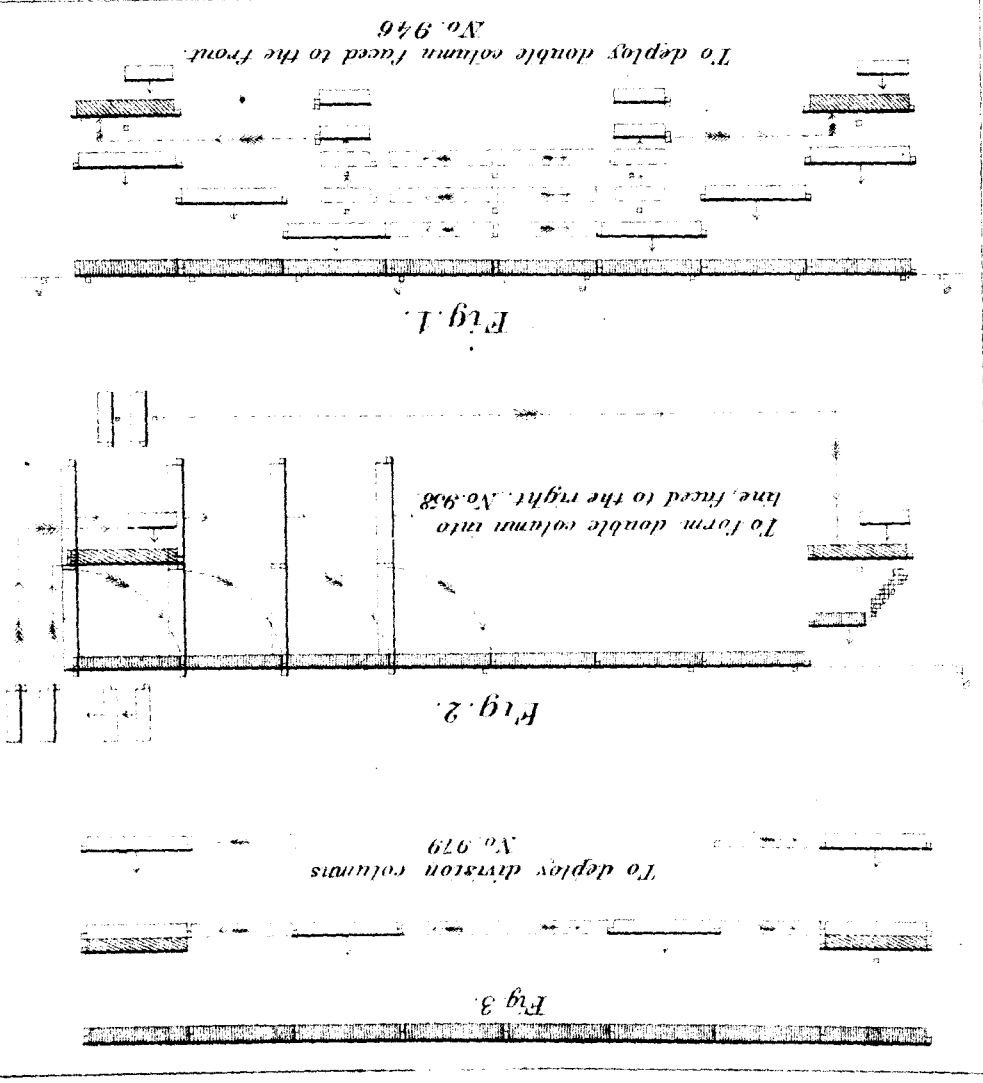 Fig 3.
To deploy division columns
No. 979
Fig. 2.
To form double column into
line, faced to the right. No. 958
Fig. 1.
To deploy double column faced to the front.
No. 946